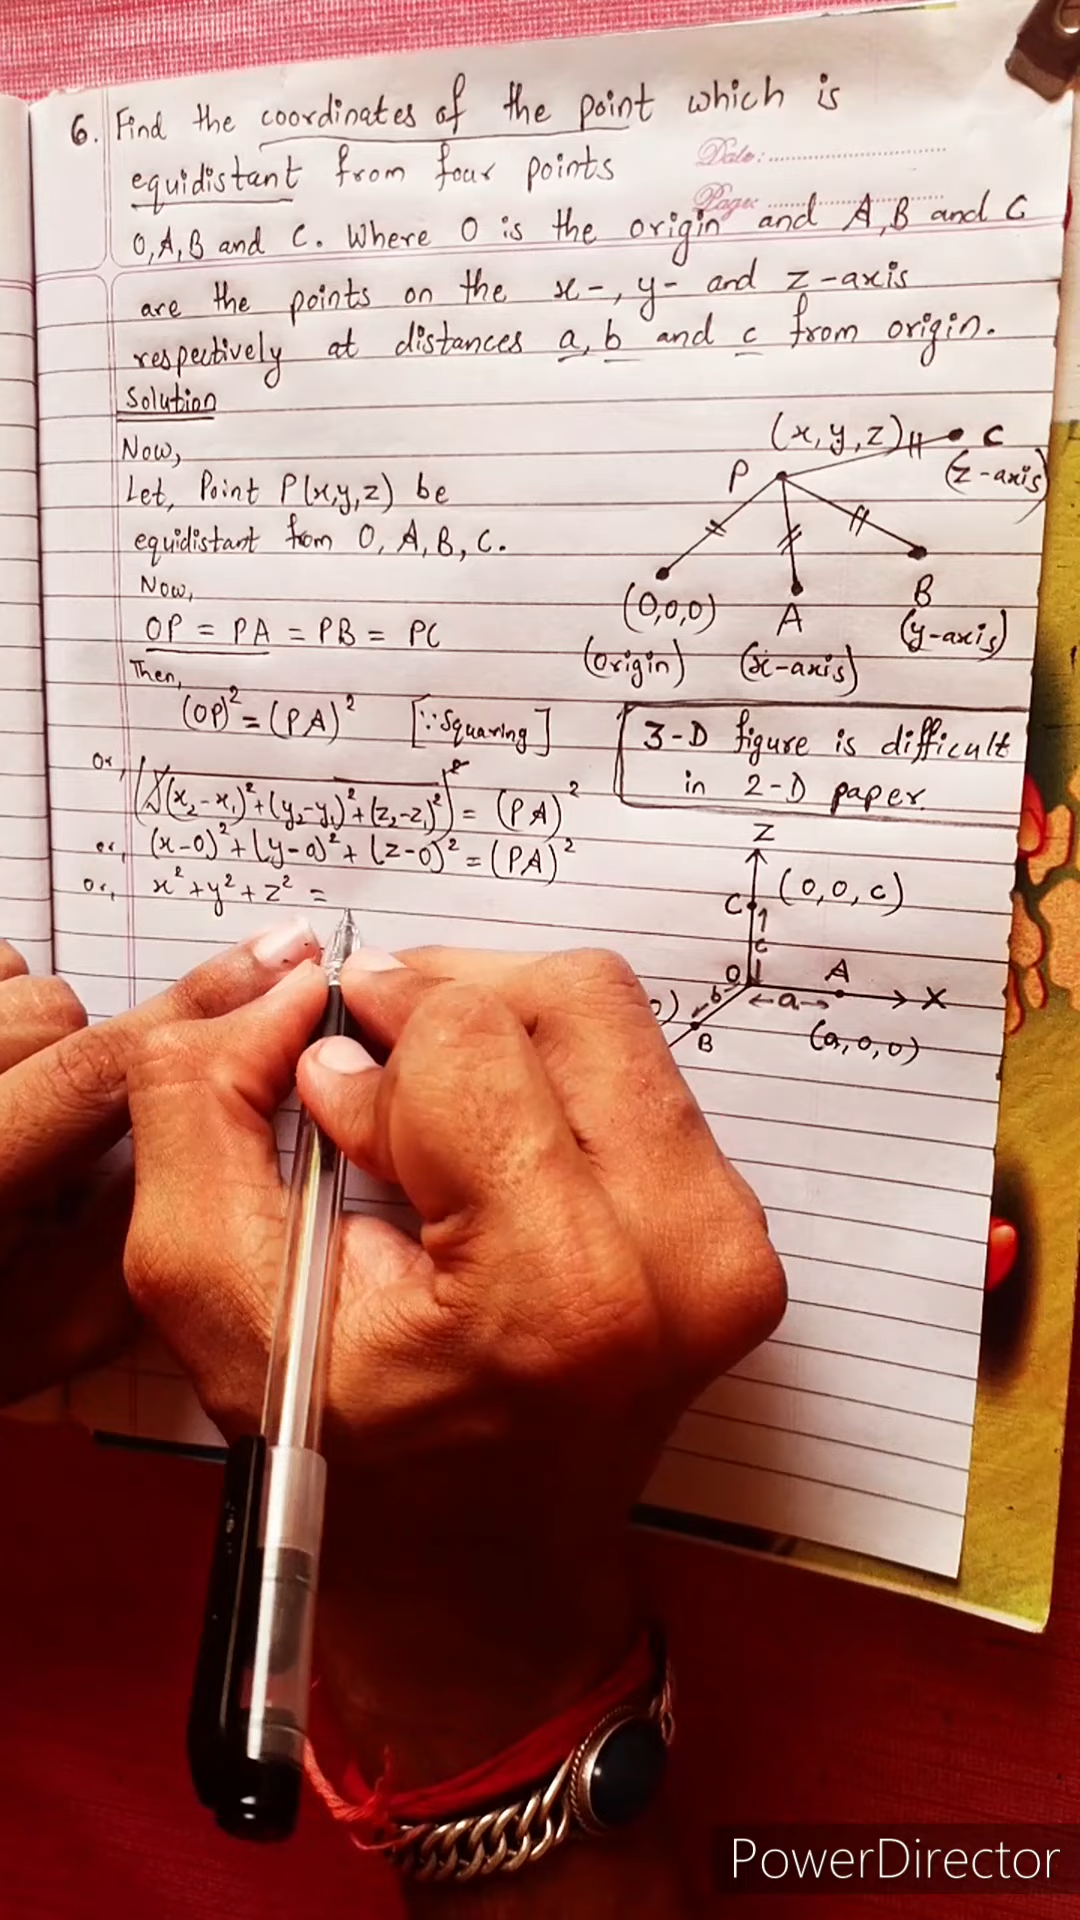 6. Find the coordinates of the point which is
equidistant from four points
Date:
Page:
O, A, B and C. Where O is the origin and A, B and C
are the points on the x-, y- and z-axis
respectively at distances a, b and c from origin.
Solution
Now,
Let, Point P(x,y,z) be
equidistant from O, A, B, C.
Now,
OP = PA = PB = PC
Then,
(OP)² = (PA)² [∵ Squaring]
Or, (√(x₂-x₁)²+(y₂-y₁)²+(z₂-z₁)²)² = (PA)²
or, (x-0)²+(y-0)²+(z-0)² = (PA)²
Or, x²+y²+z² =
(x,y,z) C
P (z-axis)
(0,0,0) A B
(origin) (x-axis) (y-axis)
3-D figure is difficult
in 2-D paper.
Z
C (0,0,c)
c
O A
b a X
B (a,0,0)
PowerDirector